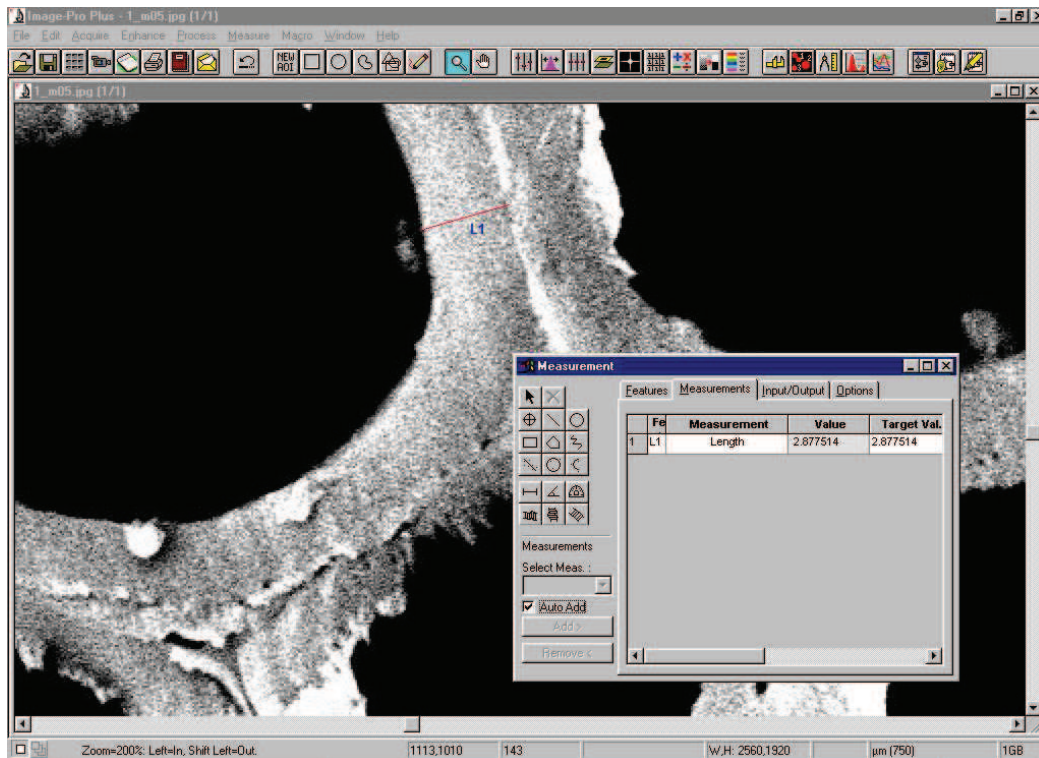 Image-Pro Plus - 1_m05.jpg (1/1)
File Edit Acquire Enhance Process Measure Macro Window Help
NEW AOI
1_m05.jpg (1/1)
L1
Measurement
Features Measurements Input/Output Options
Fe Measurement Value Target Val.
1 L1 Length 2.877514 2.877514
Measurements
Select Meas. :
Auto Add
Add >
Remove <
Zoom=200%: Left=In, Shift Left=Out. 1113,1010 143 W,H: 2560,1920 µm (750) 1GB